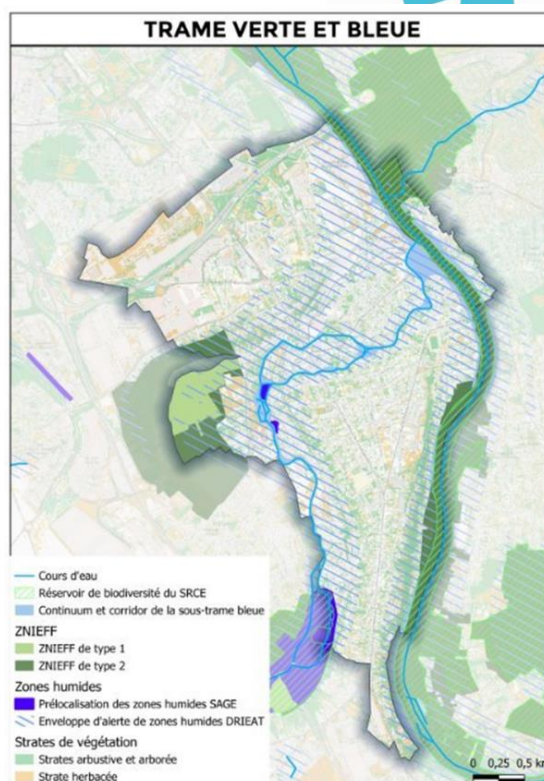 TRAME VERTE ET BLEUE
Cours d'eau
Réservoir de biodiversité du SRCE
Continuum et corridor de la sous-trame bleue
ZNIEFF
ZNIEFF de type 1
ZNIEFF de type 2
Zones humides
Prélocalisation des zones humides SAGE
Enveloppe d'alerte de zones humides DRIEAT
Strates de végétation
Strates arbustive et arborée
Strate herbacée
0 0,25 0,5 km